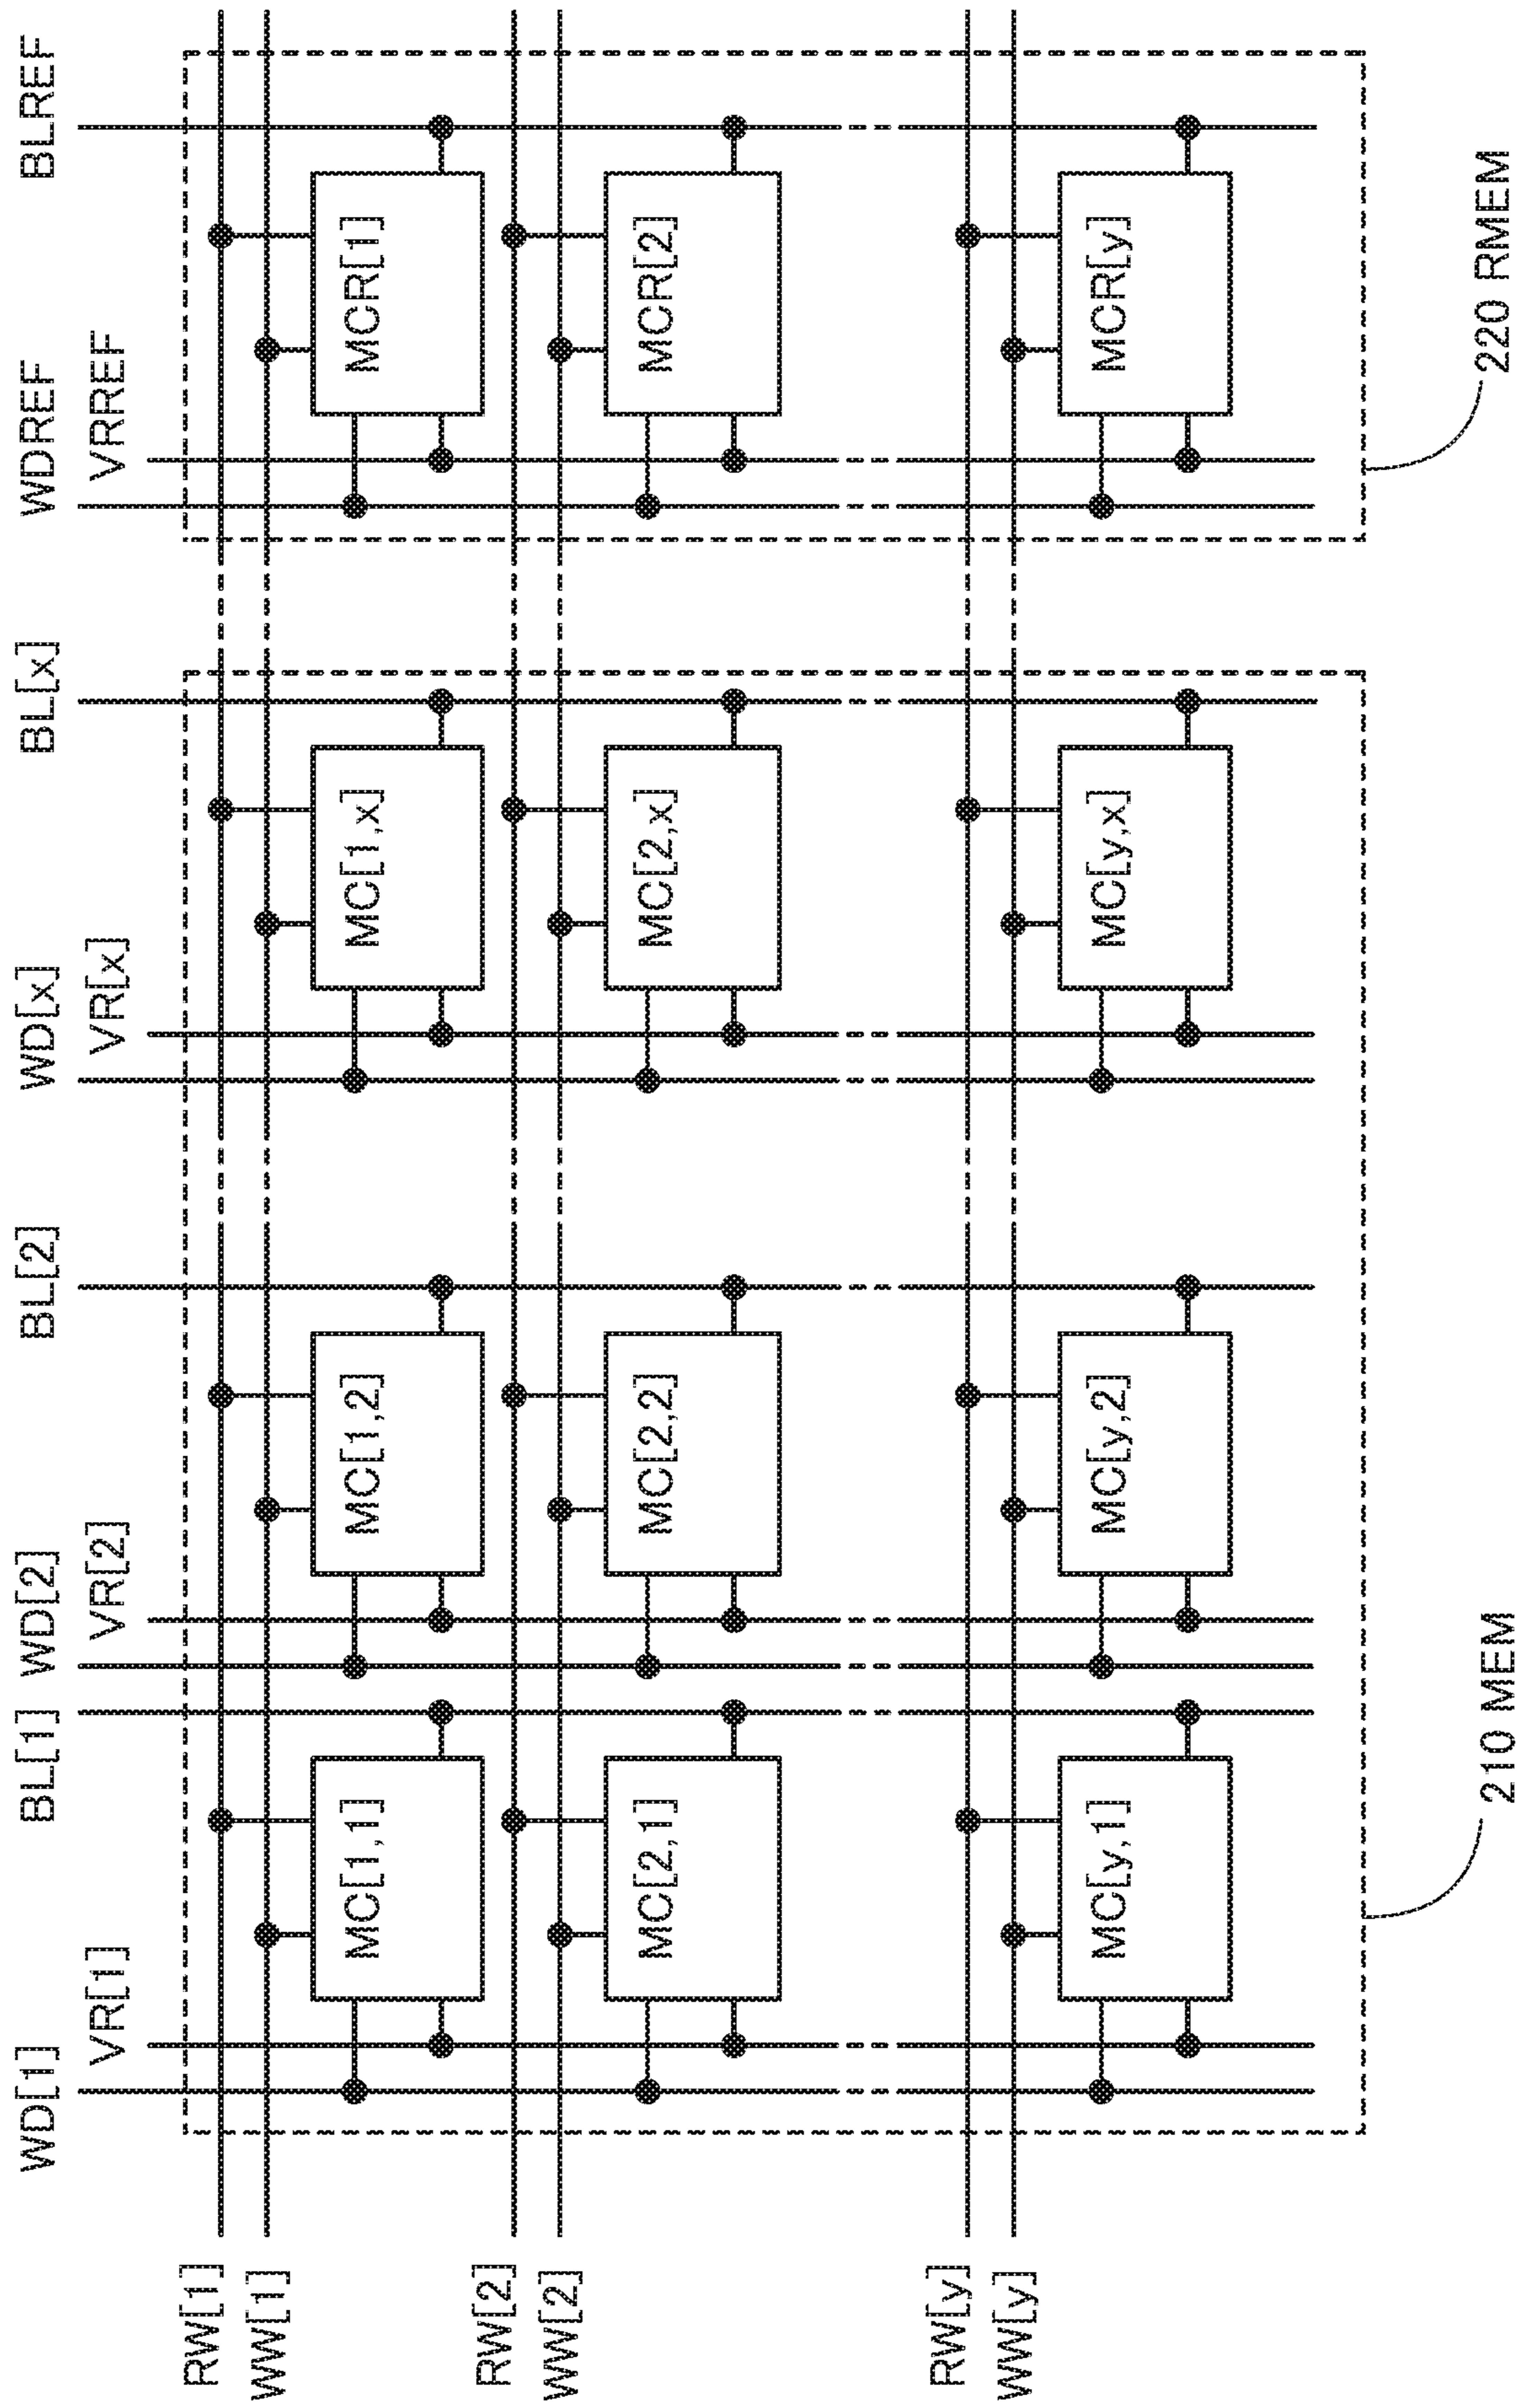 WD[1] BL[1] WD[2] BL[2] WD[x] BL[x] WDREF BLREF
VR[1] VR[2] VR[x] VRREF
RW[1]
WW[1]
MC[1,1] MC[1,2] MC[1,x] MCR[1]
RW[2]
WW[2]
MC[2,1] MC[2,2] MC[2,x] MCR[2]
RW[y]
WW[y]
MC[y,1] MC[y,2] MC[y,x] MCR[y]
210 MEM 220 RMEM